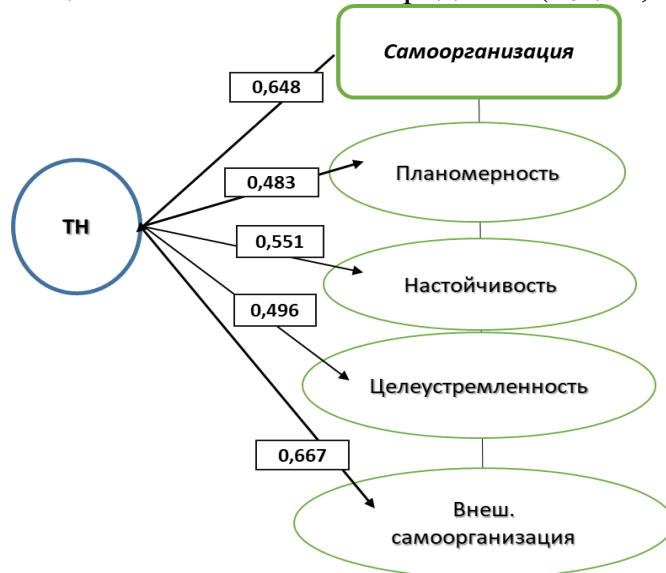 Самоорганизация
0,648
Планомерность
0,483
ТН
0,551
Настойчивость
0,496
Целеустремленность
0,667
Внеш.
самоорганизация